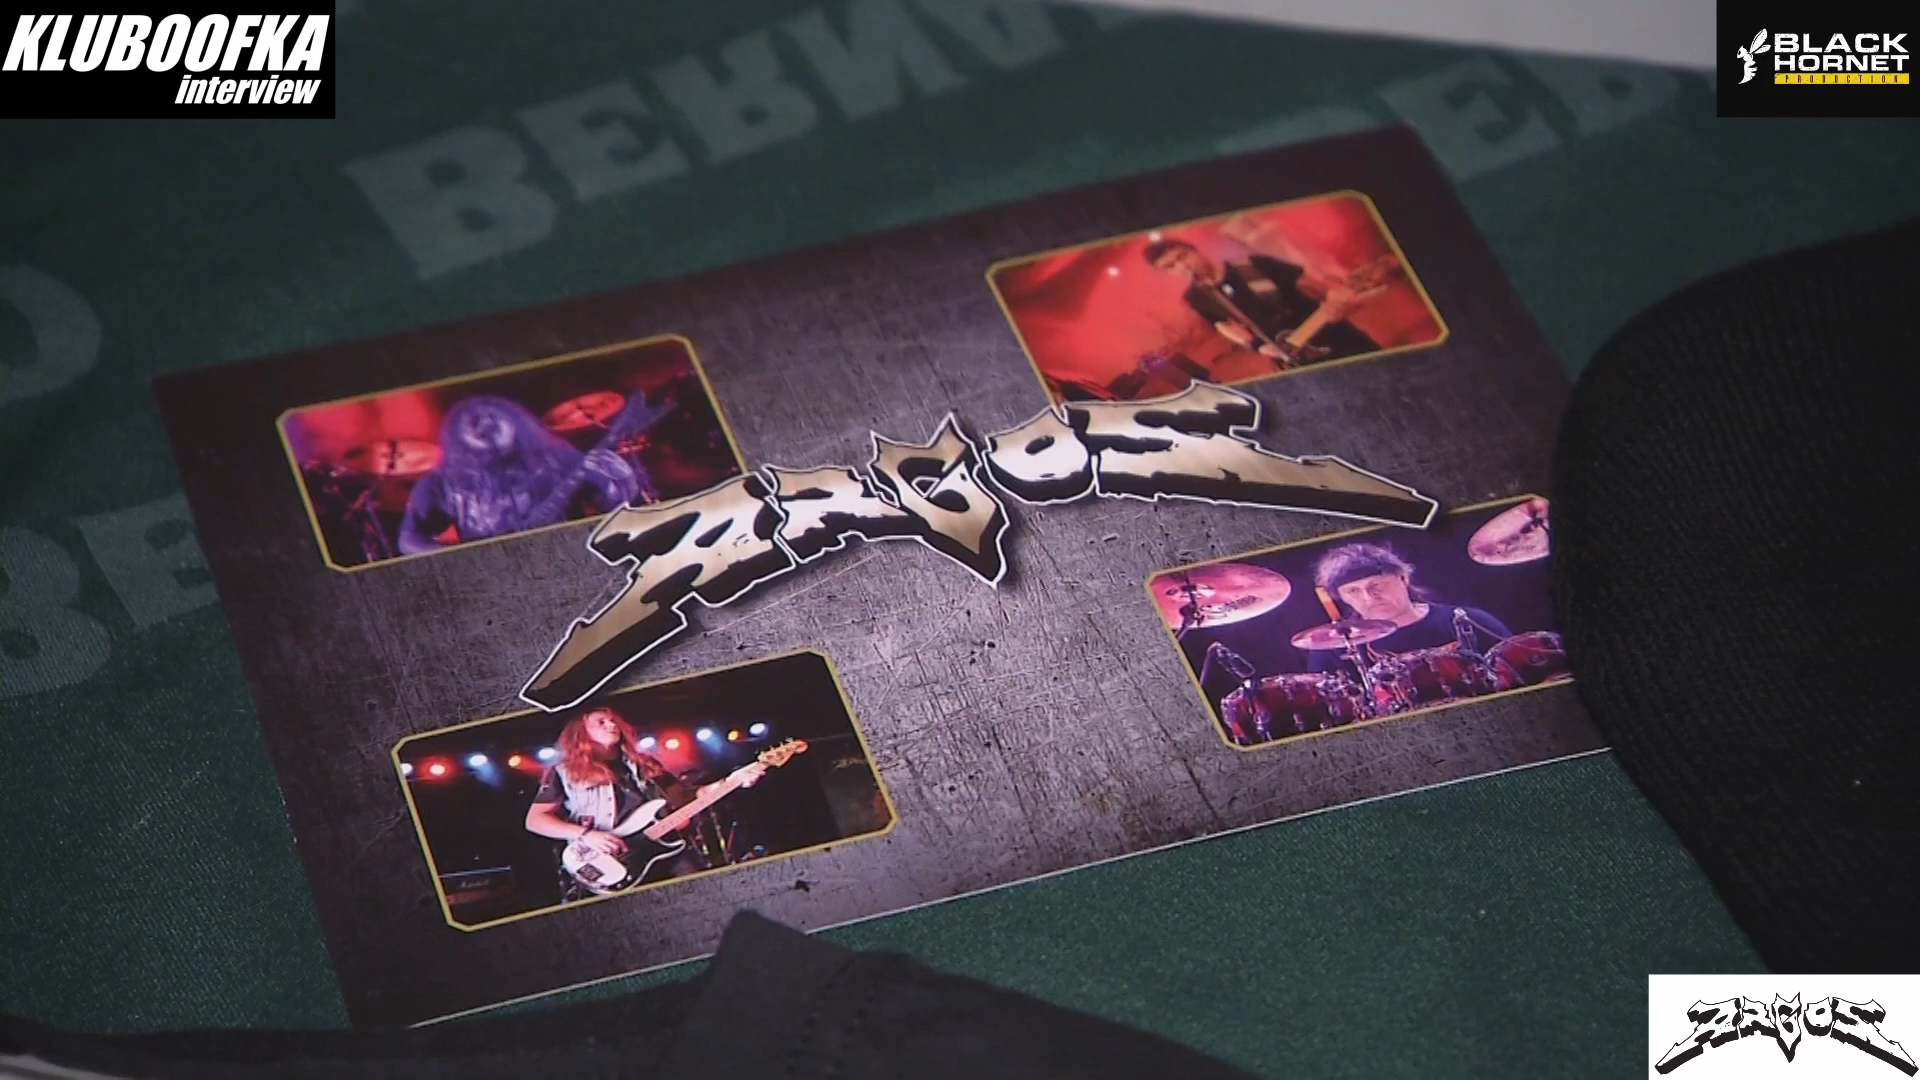 KLUBOOFKA
interview
BLACK
HORNET
PRODUCTION
ARGOS
ARGOS